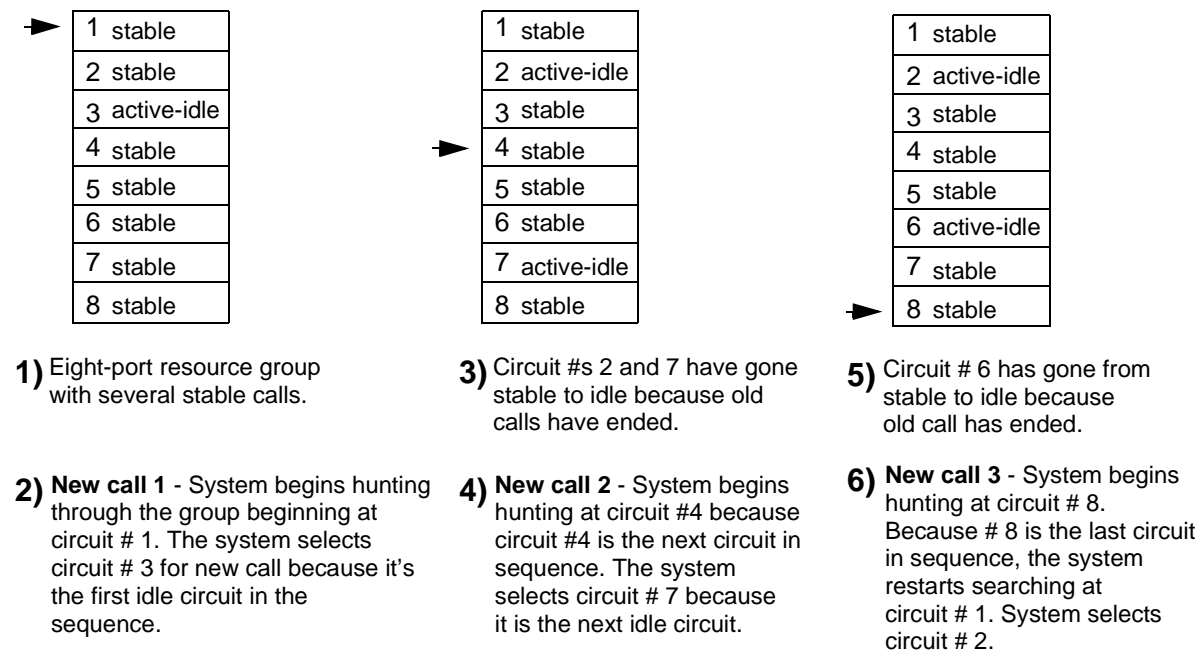 1 stable
2 stable
3 active-idle
4 stable
5 stable
6 stable
7 stable
8 stable
1) Eight-port resource group
with several stable calls.
2) New call 1 - System begins hunting
through the group beginning at
circuit # 1. The system selects
circuit # 3 for new call because it's
the first idle circuit in the
sequence.
1 stable
2 active-idle
3 stable
4 stable
5 stable
6 stable
7 active-idle
8 stable
3) Circuit #s 2 and 7 have gone
stable to idle because old
calls have ended.
4) New call 2 - System begins
hunting at circuit #4 because
circuit #4 is the next circuit in
sequence. The system
selects circuit # 7 because
it is the next idle circuit.
1 stable
2 active-idle
3 stable
4 stable
5 stable
6 active-idle
7 stable
8 stable
5) Circuit # 6 has gone from
stable to idle because
old call has ended.
6) New call 3 - System begins
hunting at circuit # 8.
Because # 8 is the last circuit
in sequence, the system
restarts searching at
circuit # 1. System selects
circuit # 2.